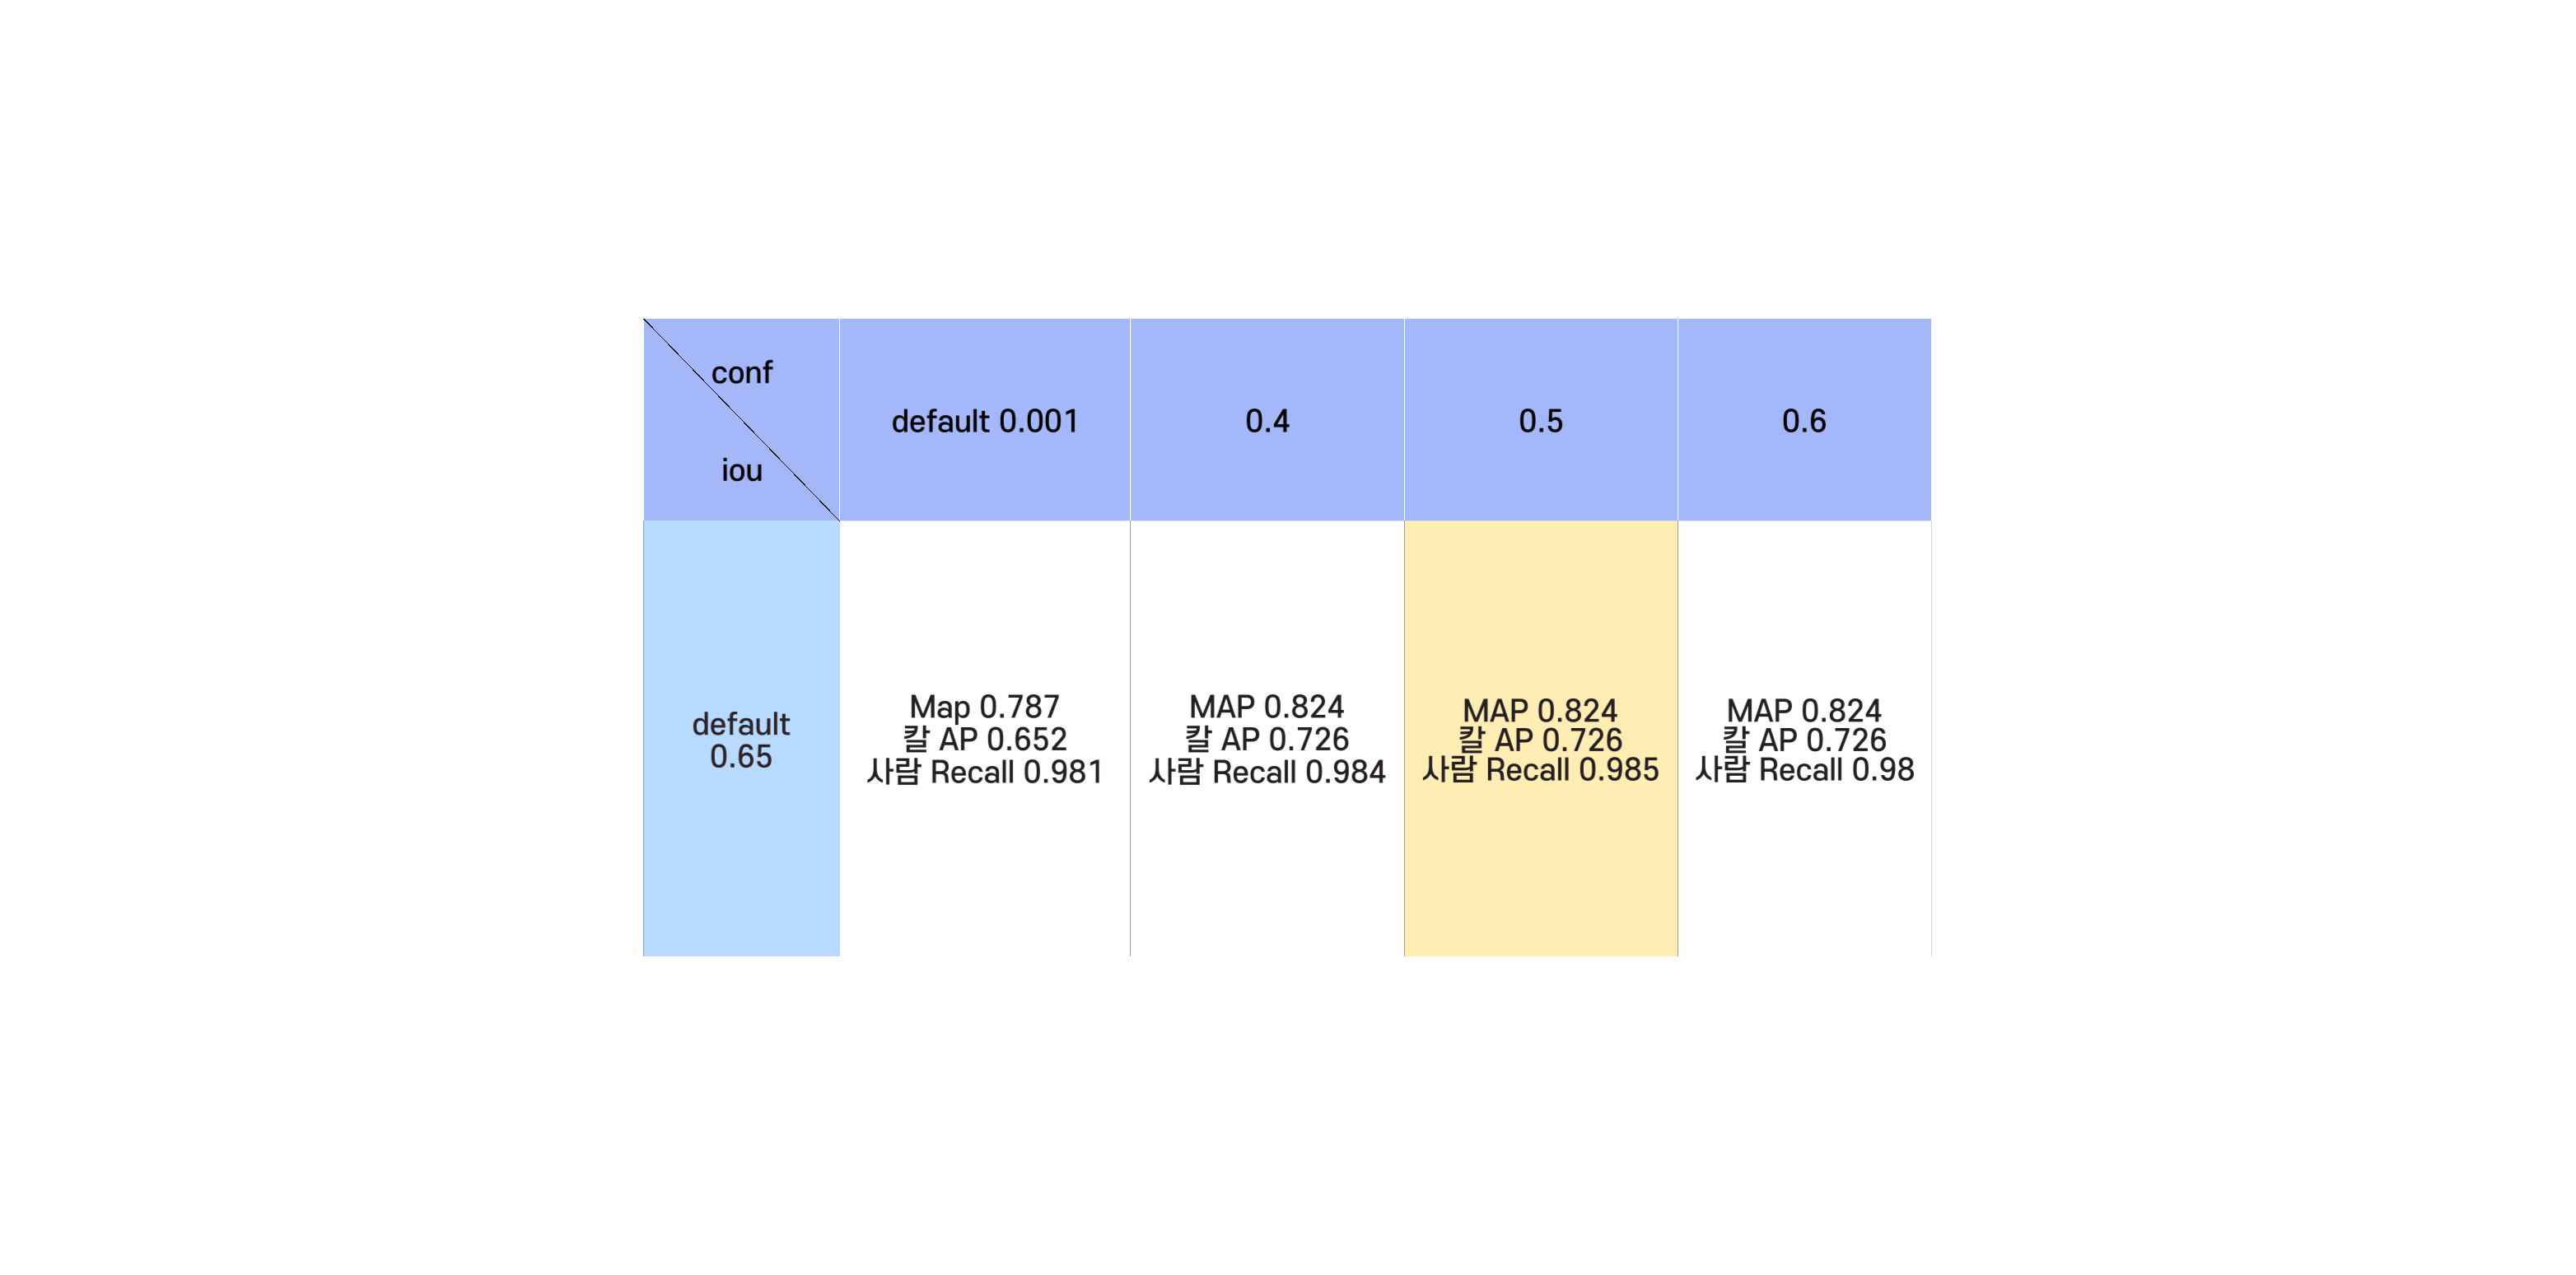 conf
iou
default 0.001
0.4
0.5
0.6
default
0.65
Map 0.787
칼 AP 0.652
사람 Recall 0.981
MAP 0.824
칼 AP 0.726
사람 Recall 0.984
MAP 0.824
칼 AP 0.726
사람 Recall 0.985
MAP 0.824
칼 AP 0.726
사람 Recall 0.98